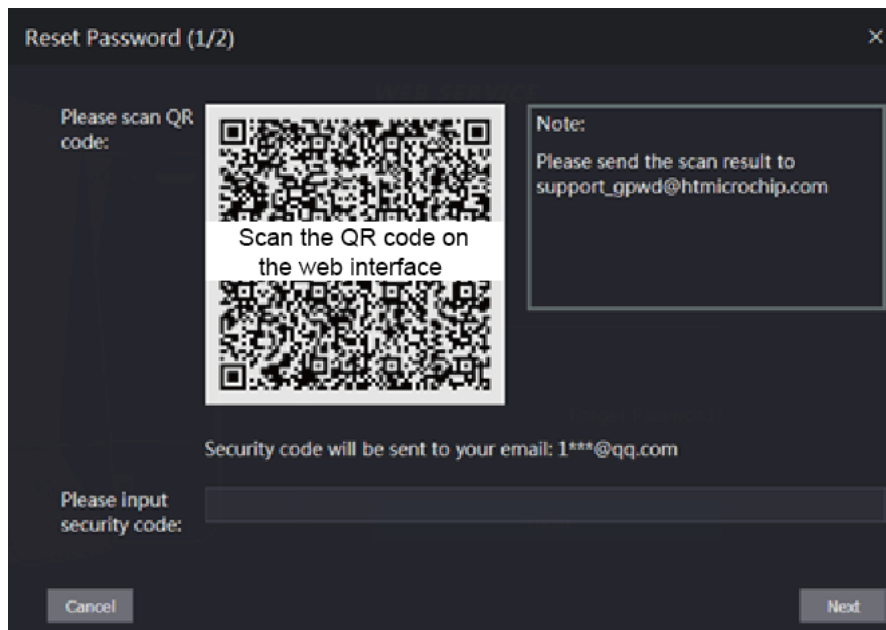 Reset Password (1/2)
×
Please scan QR
code:
Scan the QR code on
the web interface
Note:
Please send the scan result to
support_gpwd@htmicrochip.com
Security code will be sent to your email: 1***@qq.com
Please input
security code:
Cancel
Next